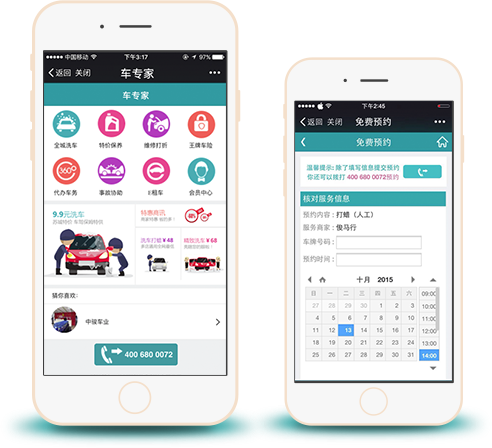 中国移动 下午3:17 97%
返回 关闭 车专家
车专家
全城洗车 特价保养 维修打折 王牌车险
代办车务 事故协助 E租车 会员中心
9.9元洗车
特惠商讯
洗车打蜡 ¥48
精致洗车 ¥68
猜你喜欢:
中骏车业
400 680 0072
下午2:45
返回 关闭 免费预约
免费预约
温馨提示: 除了填写信息提交预约
你还可以拨打 400 680 0072预约
核对服务信息
预约内容: 打蜡（人工）
服务商家: 俊马行
车牌号码:
预约时间:
十月 2015
日 一 二 三 四 五 六
27 28 29 30 1 2 3
4 5 6 7 8 9 10
11 12 13 14 15 16 17
18 19 20 21 22 23 24
25 26 27 28 29 30 31
09:00
10:00
11:00
12:00
13:00
14:00